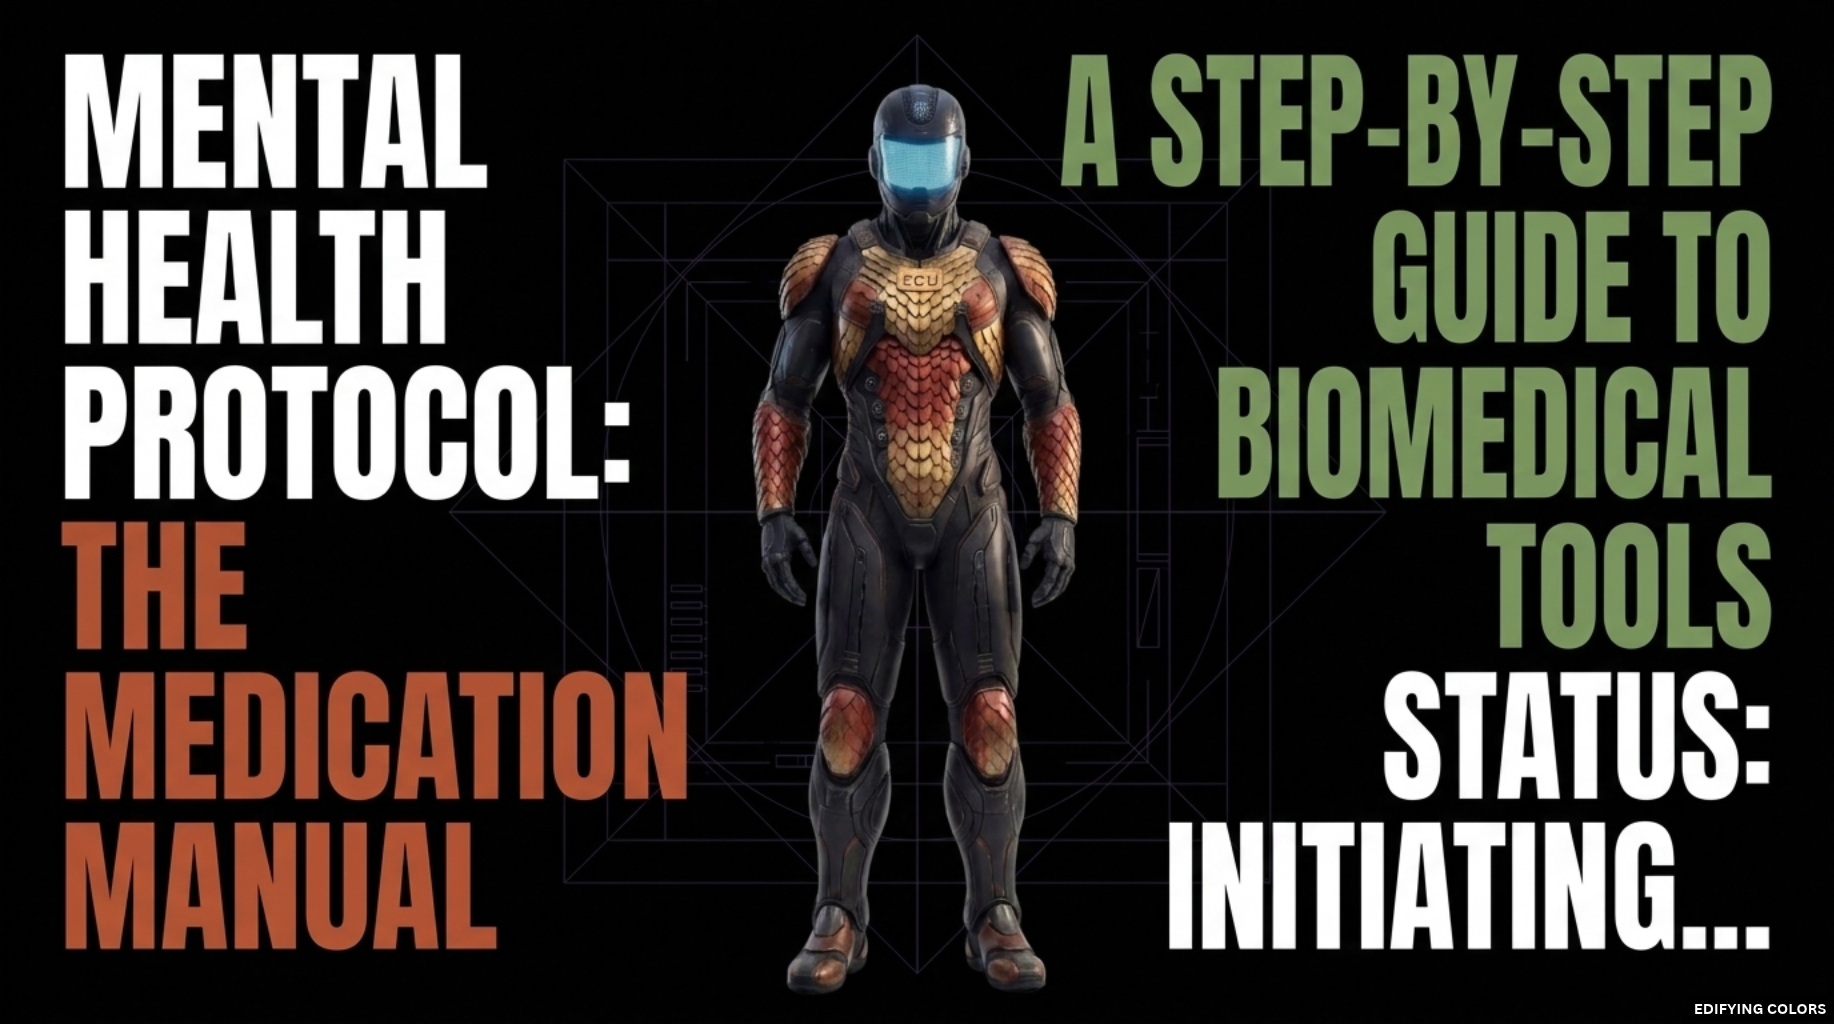 MENTAL
HEALTH
PROTOCOL:
THE
MEDICATION
MANUAL
A STEP-BY-STEP
GUIDE TO
BIOMEDICAL
TOOLS
STATUS:
INITIATING...
ECU
EDIFYING COLORS